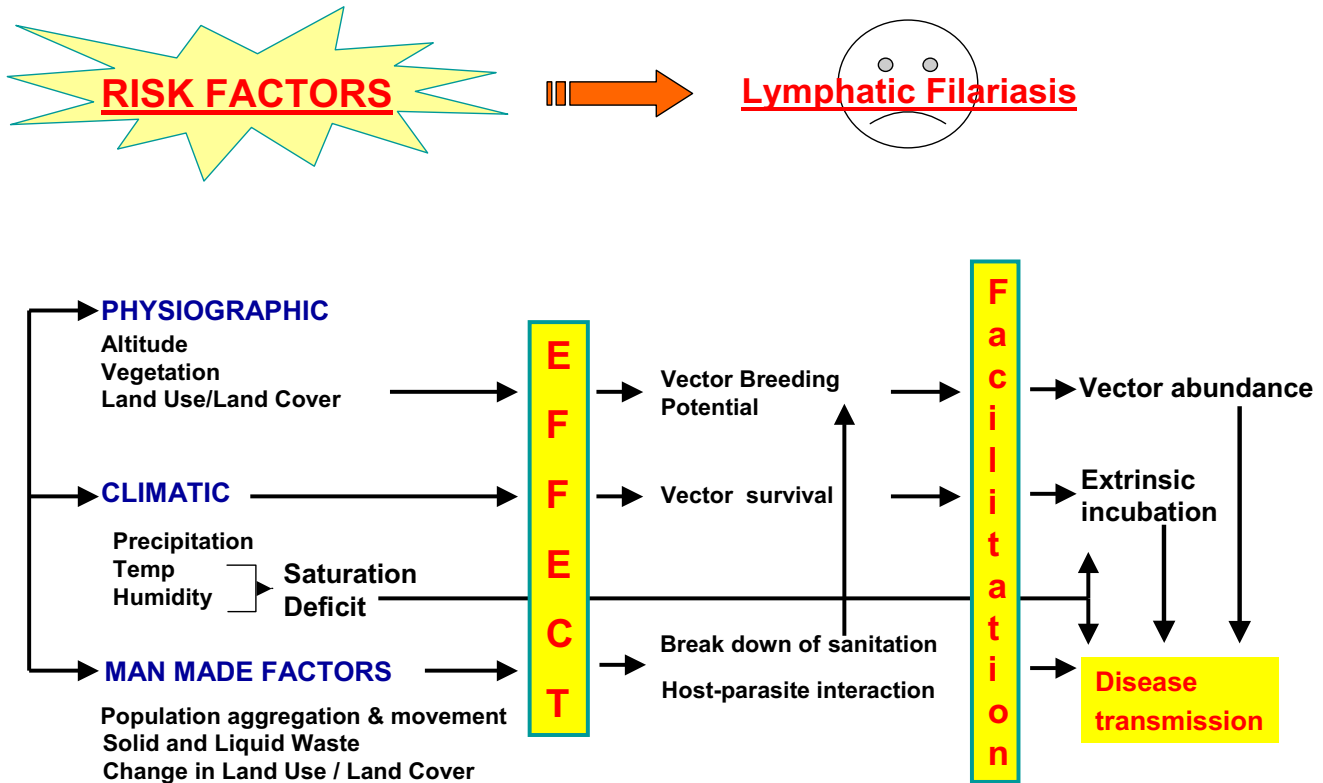 RISK FACTORS
Lymphatic Filariasis
PHYSIOGRAPHIC
Altitude
Vegetation
Land Use/Land Cover
CLIMATIC
Precipitation
Temp
Humidity
Saturation
Deficit
MAN MADE FACTORS
Population aggregation & movement
Solid and Liquid Waste
Change in Land Use / Land Cover
EFFECT
Vector Breeding
Potential
Vector survival
Break down of sanitation
Host-parasite interaction
Facilitation
Vector abundance
Extrinsic
incubation
Disease
transmission